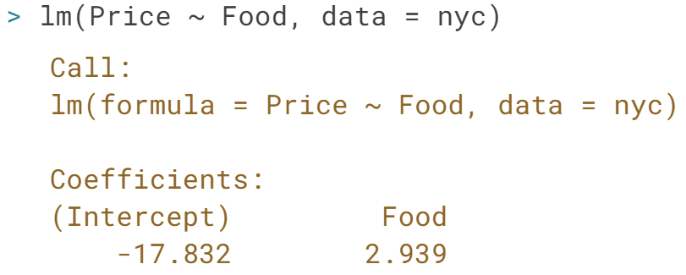 > lm(Price ~ Food, data = nyc)
Call:
lm(formula = Price ~ Food, data = nyc)
Coefficients:
(Intercept) Food
-17.832 2.939